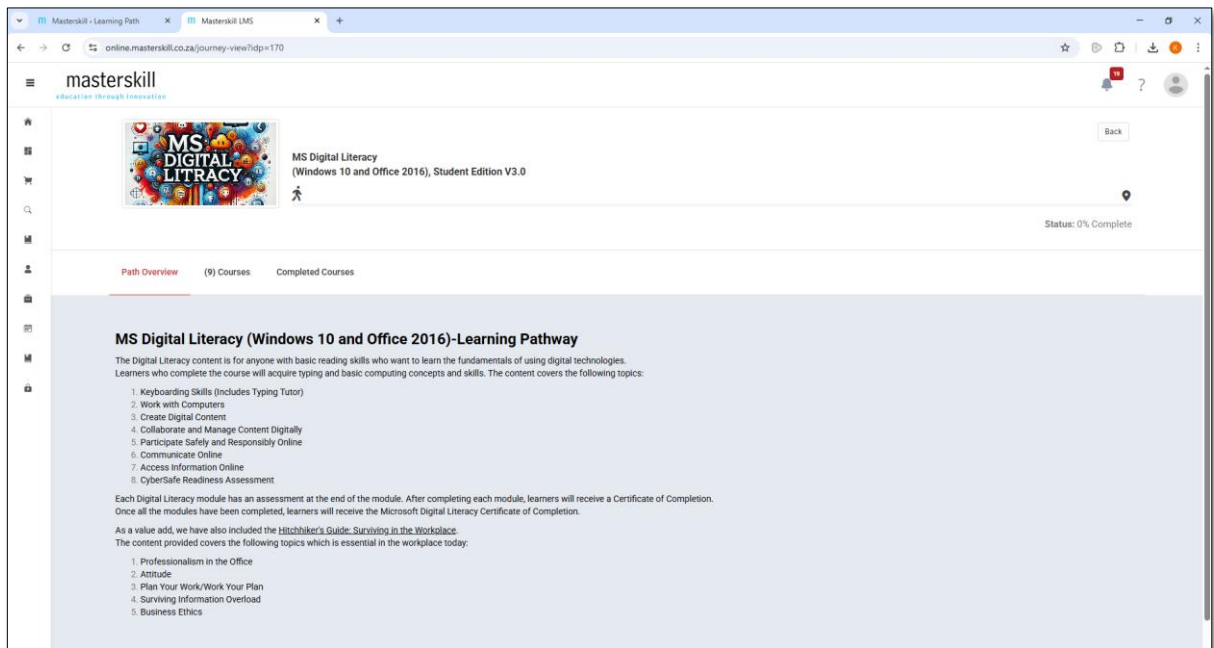 Masterskill - Learning Path
Masterskill LMS
online.masterskill.co.za/journey-view?idp=170
masterskill
education through innovation
Back
MS
DIGITAL
LITRACY
MS Digital Literacy
(Windows 10 and Office 2016), Student Edition V3.0
Status: 0% Complete
Path Overview (9) Courses Completed Courses
MS Digital Literacy (Windows 10 and Office 2016)-Learning Pathway
The Digital Literacy content is for anyone with basic reading skills who want to learn the fundamentals of using digital technologies.
Learners who complete the course will acquire typing and basic computing concepts and skills. The content covers the following topics:
1. Keyboarding Skills (Includes Typing Tutor)
2. Work with Computers
3. Create Digital Content
4. Collaborate and Manage Content Digitally
5. Participate Safely and Responsibly Online
6. Communicate Online
7. Access Information Online
8. CyberSafe Readiness Assessment
Each Digital Literacy module has an assessment at the end of the module. After completing each module, learners will receive a Certificate of Completion.
Once all the modules have been completed, learners will receive the Microsoft Digital Literacy Certificate of Completion.
As a value add, we have also included the Hitchhiker's Guide: Surviving in the Workplace.
The content provided covers the following topics which is essential in the workplace today:
1. Professionalism in the Office
2. Attitude
3. Plan Your Work/Work Your Plan
4. Surviving Information Overload
5. Business Ethics